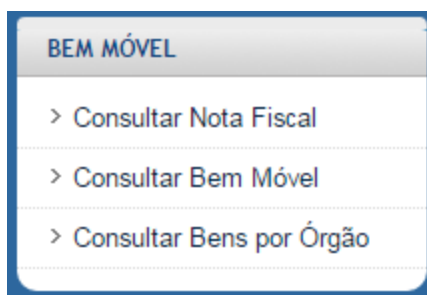 BEM MÓVEL
> Consultar Nota Fiscal
> Consultar Bem Móvel
> Consultar Bens por Órgão